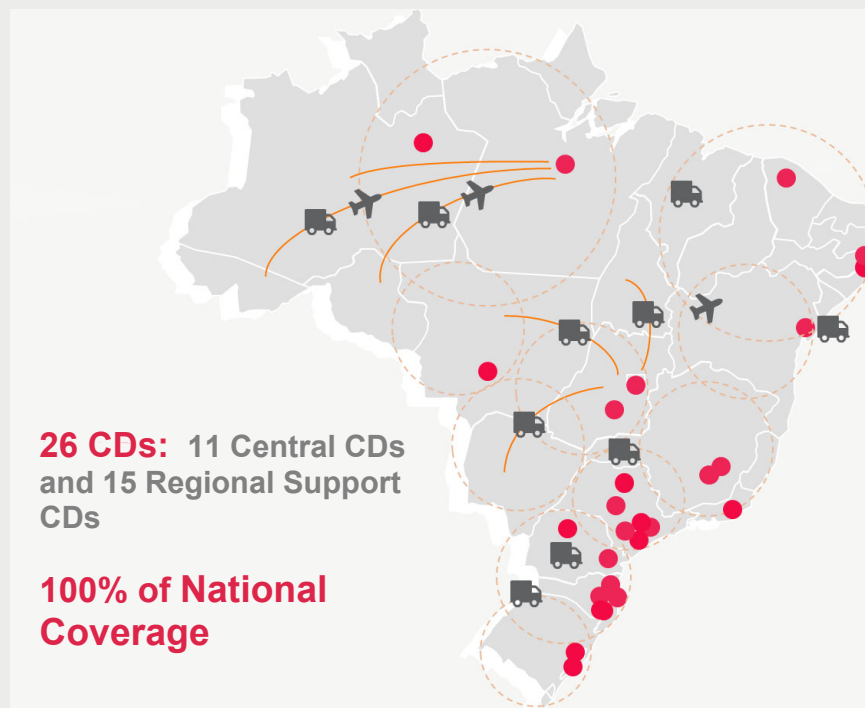 26 CDs: 11 Central CDs
and 15 Regional Support
CDs
100% of National
Coverage